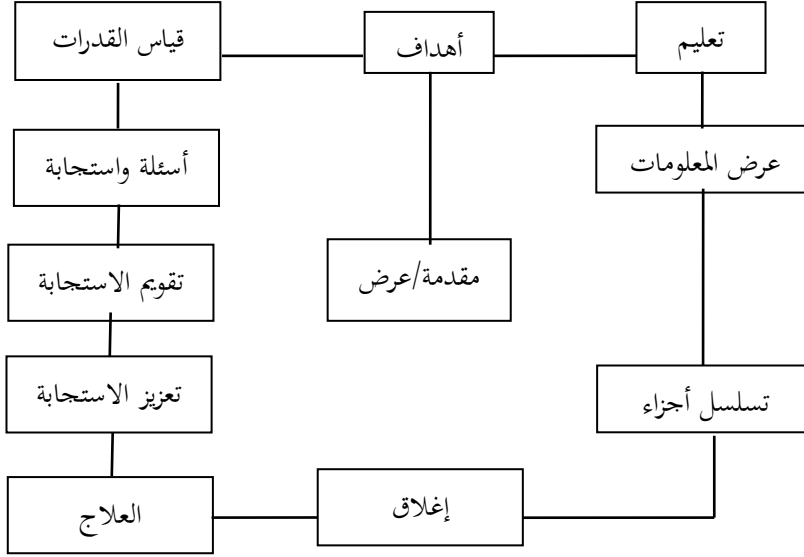 تعليم
أهداف
قياس القدرات
عرض المعلومات
أسئلة واستجابة
مقدمة/عرض
تقويم الاستجابة
تسلسل أجزاء
تعزيز الاستجابة
إغلاق
العلاج